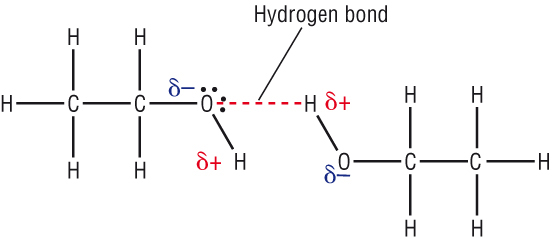 Hydrogen bond
H H
δ− H δ+ H H
H C C O
H H δ+ H O C C H
δ−
H H